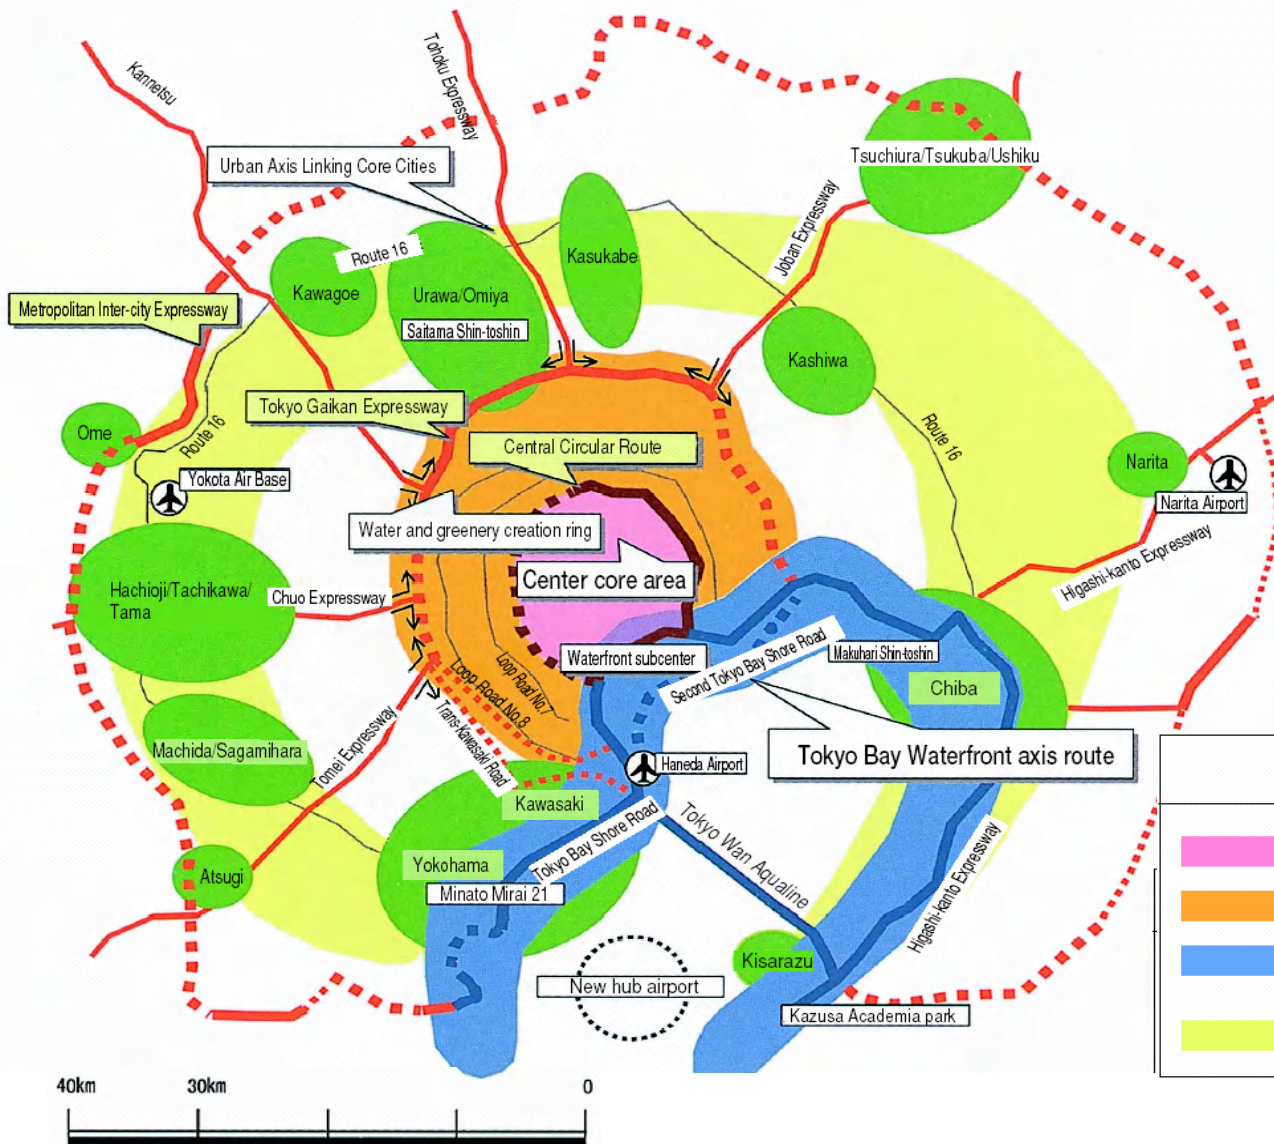 Kannetsu
Tohoku Expressway
Urban Axis Linking Core Cities
Tsuchiura/Tsukuba/Ushiku
Joban Expressway
Route 16
Kasukabe
Kawagoe
Urawa/Omiya
Saitama Shin-toshin
Metropolitan Inter-city Expressway
Kashiwa
Tokyo Gaikan Expressway
Ome
Route 16
Route 16
Central Circular Route
Narita
Yokota Air Base
Narita Airport
Water and greenery creation ring
Center core area
Higashi-kanto Expressway
Hachioji/Tachikawa/
Tama
Chuo Expressway
Waterfront subcenter
Second Tokyo Bay Shore Road
Makuhari Shin-toshin
Chiba
Loop Road No.7
Loop Road No.8
Trans-Kawasaki Road
Machida/Sagamihara
Tomei Expressway
Tokyo Bay Waterfront axis route
Haneda Airport
Kawasaki
Tokyo Bay Shore Road
Tokyo Wan Aqualine
Yokohama
Atsugi
Minato Mirai 21
Higashi-kanto Expressway
Kisarazu
New hub airport
Kazusa Academia park
40km
30km
0